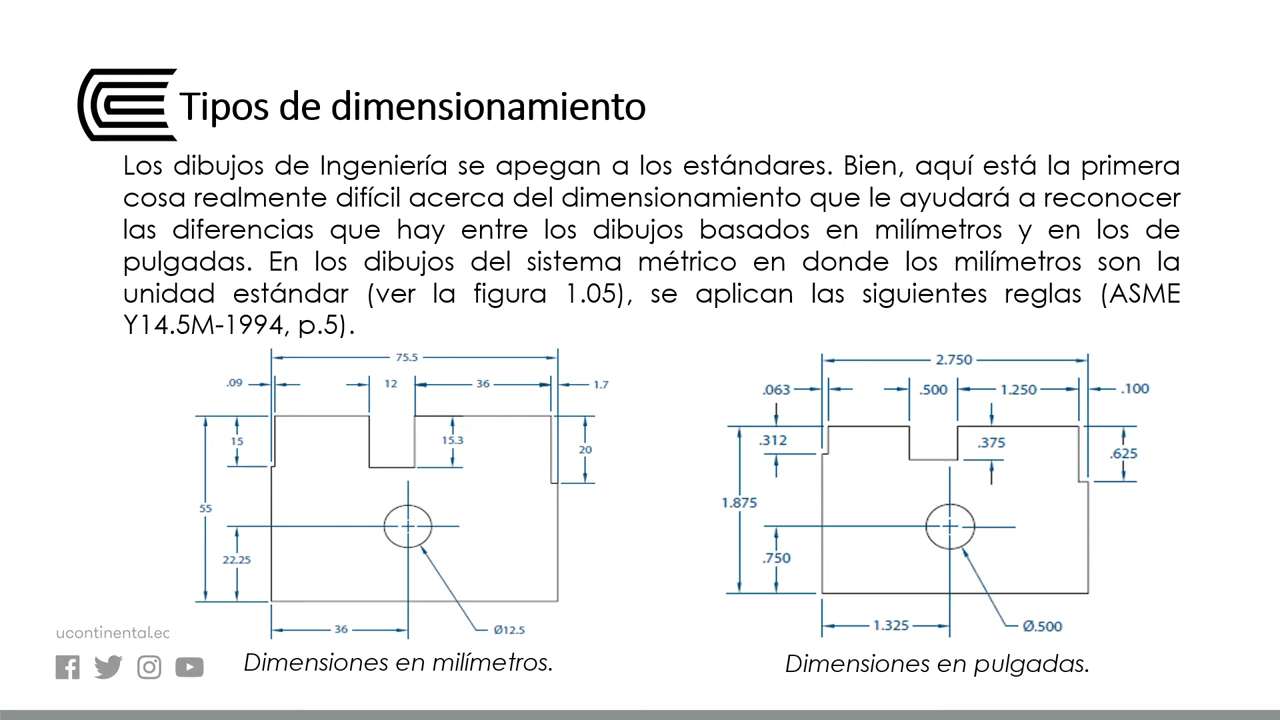 Tipos de dimensionamiento
Los dibujos de Ingeniería se apegan a los estándares. Bien, aquí está la primera
cosa realmente difícil acerca del dimensionamiento que le ayudará a reconocer
las diferencias que hay entre los dibujos basados en milímetros y en los de
pulgadas. En los dibujos del sistema métrico en donde los milímetros son la
unidad estándar (ver la figura 1.05), se aplican las siguientes reglas (ASME
Y14.5M-1994, p.5).
75.5
.09
12
36
1.7
15
15.3
20
55
22.25
36
Ø12.5
Dimensiones en milímetros.
2.750
.063
.500
1.250
.100
.312
.375
.625
1.875
.750
1.325
Ø.500
Dimensiones en pulgadas.
ucontinental.ec